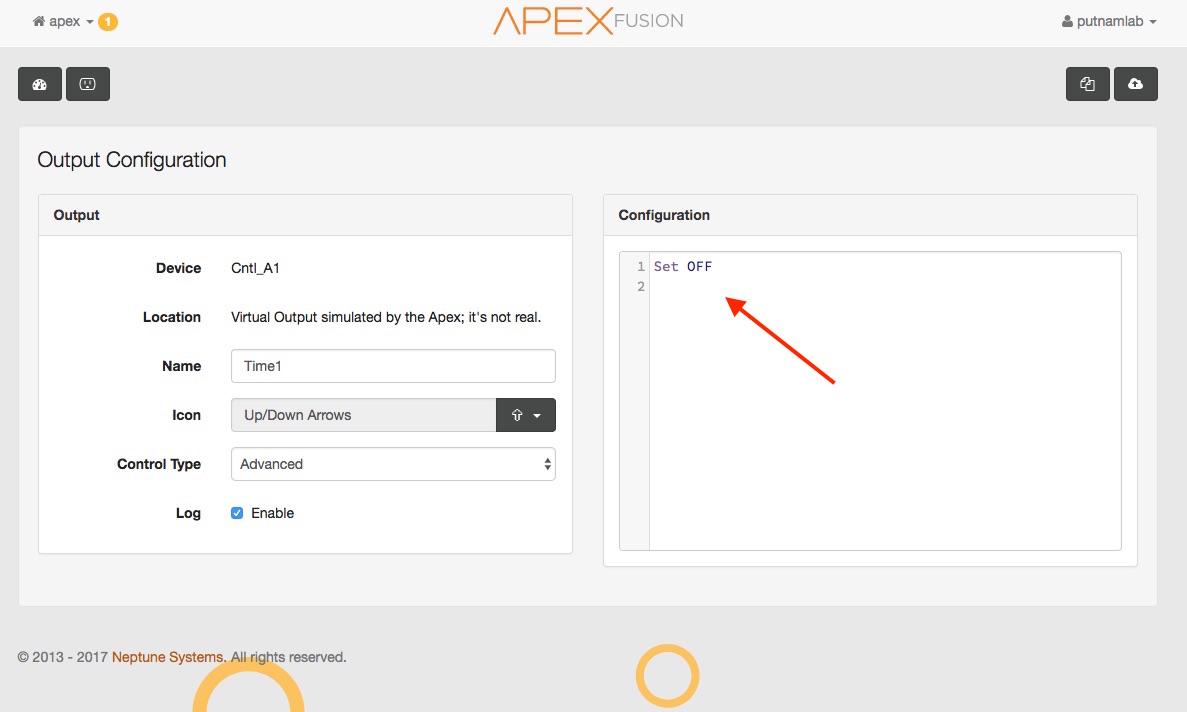 apex 1
APEX FUSION
putnamlab
Output Configuration
Output
Device Cntl_A1
Location Virtual Output simulated by the Apex; it's not real.
Name Time1
Icon Up/Down Arrows
Control Type Advanced
Log Enable
Configuration
1 Set OFF
2
© 2013 - 2017 Neptune Systems. All rights reserved.